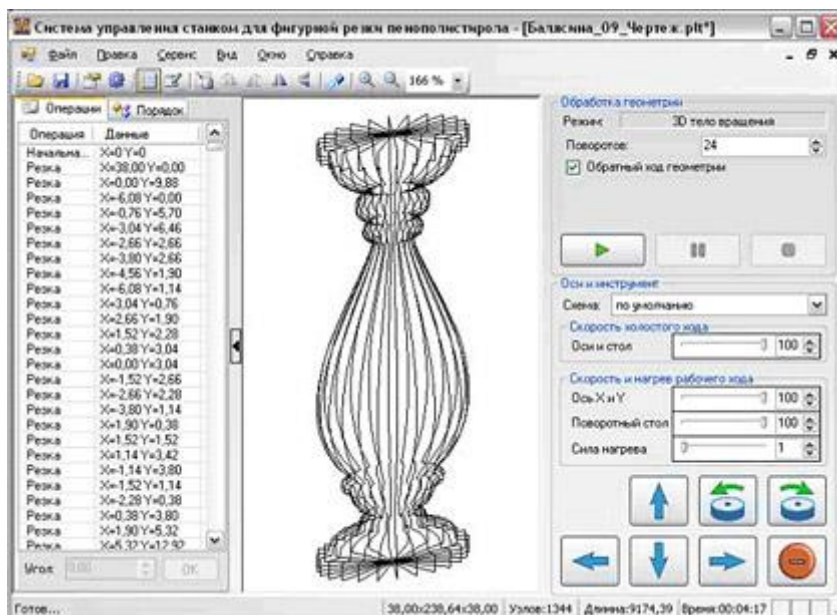 Система управления станком для фигурной резки пенополистирола - [Балясина_09_Чертеж.plt*]
Файл Правка Сервис Вид Окно Справка
166 %
Операции Порядок
Операция Данные
Начальна... X=0 Y=0
Резка X=38,00 Y=0,00
Резка X=0,00 Y=9,88
Резка X=-6,08 Y=0,00
Резка X=-0,76 Y=5,70
Резка X=-3,04 Y=6,46
Резка X=-2,66 Y=2,66
Резка X=-3,80 Y=2,66
Резка X=-4,56 Y=1,90
Резка X=-6,08 Y=1,14
Резка X=3,04 Y=0,76
Резка X=2,66 Y=1,90
Резка X=1,52 Y=2,28
Резка X=0,38 Y=3,04
Резка X=0,00 Y=3,04
Резка X=-1,52 Y=2,66
Резка X=-2,66 Y=2,28
Резка X=-3,80 Y=1,14
Резка X=1,90 Y=0,38
Резка X=1,52 Y=1,52
Резка X=1,14 Y=3,42
Резка X=-1,14 Y=3,80
Резка X=-1,52 Y=1,14
Резка X=-2,28 Y=0,38
Резка X=0,38 Y=3,80
Резка X=1,90 Y=5,32
Резка X=5,32 Y=12,92
Угол: 0,00 OK
Обработка геометрии
Режим: 3D тело вращения
Поворотов: 24
Обратный ход геометрии
Оси и инструмент
Схема: по умолчанию
Скорость холостого хода
Оси и стол 100
Скорость и нагрев рабочего хода
Ось X и Y 100
Поворотный стол 100
Сила нагрева 1
Готов... 38,00x238,64x38,00 Узлов:1344 Длинна:9174,39 Время:00:04:17